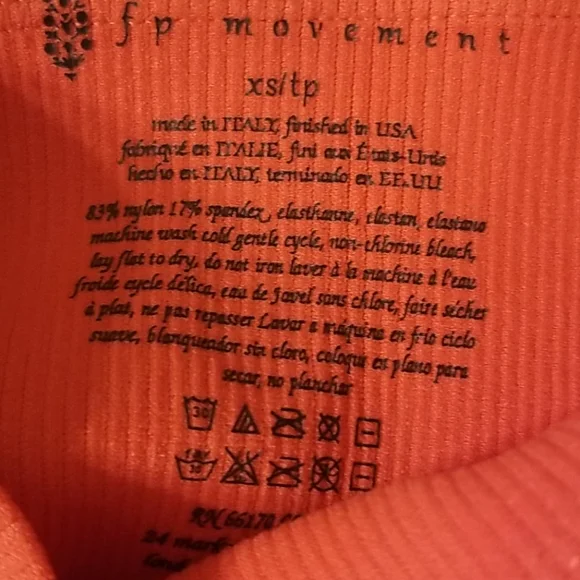 fp movement
xs/tp
made in ITALY, finished in USA
fabriqué en ITALIE, fini aux États-Unis
hecho en ITALY, terminado en EE.UU
83% nylon 17% spandex, elasthanne, elastan, elastano
machine wash cold gentle cycle, non-chlorine bleach,
lay flat to dry, do not iron laver à la machine à l'eau
froide cycle délica, eau de Javel sans chlore, faire sécher
à plat, ne pas repasser Lavar a máquina en frío ciclo
suave, blanqueador sin cloro, coloque en plano para
secar, no planchar
30
30
RN 66170
24